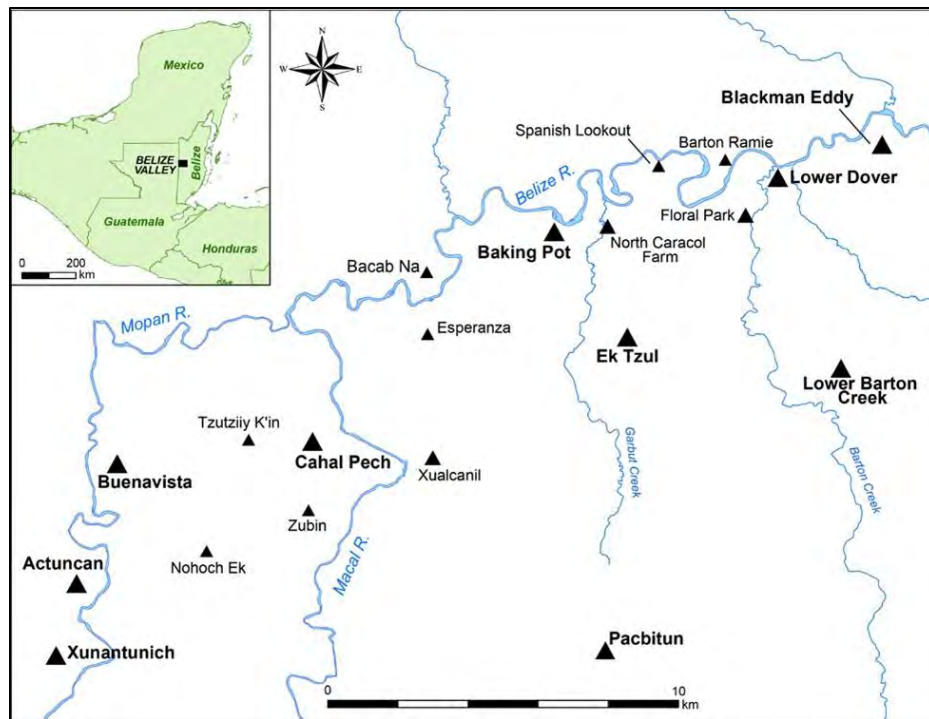 Mexico
BELIZE
VALLEY
Belize
Guatemala
Honduras
0
200
km
N
W
E
S
Blackman Eddy
Spanish Lookout
Barton Ramie
Lower Dover
Belize R.
Floral Park
Baking Pot
North Caracol
Farm
Bacab Na
Mopan R.
Esperanza
Ek Tzul
Lower Barton
Creek
Tzutziiy K'in
Cahal Pech
Xualcanil
Garbut Creek
Barton Creek
Buenavista
Zubin
Nohoch Ek
Macal R.
Actuncan
Xunantunich
Pacbitun
0
10
km